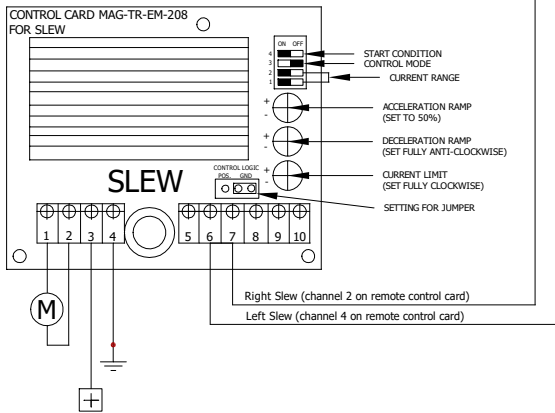 CONTROL CARD MAG-TR-EM-208
FOR SLEW
ON OFF
4
3
2
1
START CONDITION
CONTROL MODE
CURRENT RANGE
+
-
ACCELERATION RAMP
(SET TO 50%)
+
-
DECELERATION RAMP
(SET FULLY ANTI-CLOCKWISE)
+
-
CURRENT LIMIT
(SET FULLY CLOCKWISE)
CONTROL LOGIC
POS. GND
SETTING FOR JUMPER
SLEW
1 2 3 4 5 6 7 8 9 10
Right Slew (channel 2 on remote control card)
M
Left Slew (channel 4 on remote control card)
+